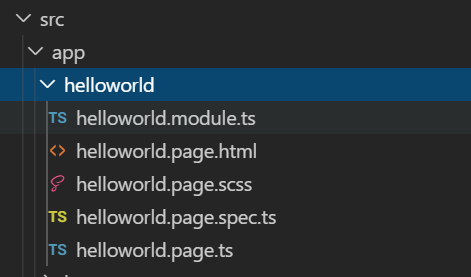 src
app
helloworld
TS helloworld.module.ts
<> helloworld.page.html
helloworld.page.scss
TS helloworld.page.spec.ts
TS helloworld.page.ts